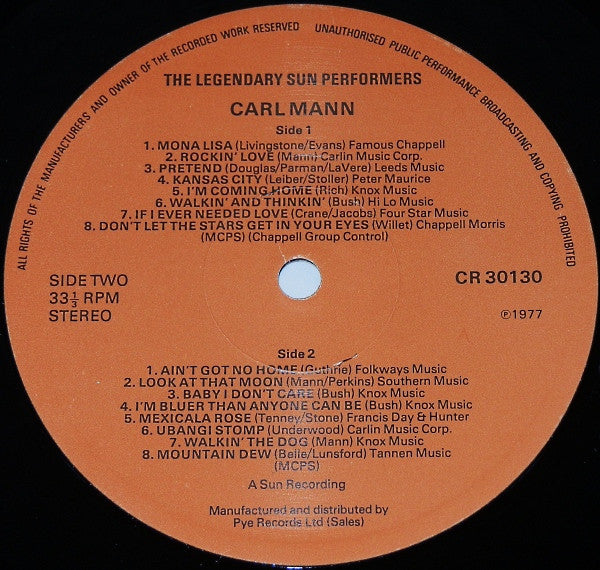 ALL RIGHTS OF THE MANUFACTURERS AND OWNER OF THE RECORDED WORK RESERVED UNAUTHORISED PUBLIC PERFORMANCE BROADCASTING AND COPYING PROHIBITED
THE LEGENDARY SUN PERFORMERS
CARL MANN
Side 1
1. MONA LISA (Livingstone/Evans) Famous Chappell
2. ROCKIN' LOVE (Mann) Carlin Music Corp.
3. PRETEND (Douglas/Parman/LaVere) Leeds Music
4. KANSAS CITY (Leiber/Stoller) Peter Maurice
5. I'M COMING HOME (Rich) Knox Music
6. WALKIN' AND THINKIN' (Bush) Hi Lo Music
7. IF I EVER NEEDED LOVE (Crane/Jacobs) Four Star Music
8. DON'T LET THE STARS GET IN YOUR EYES (Willet) Chappell Morris
(MCPS) (Chappell Group Control)
SIDE TWO CR 30130
33⅓ RPM
STEREO ℗1977
Side 2
1. AIN'T GOT NO HOME (Guthrie) Folkways Music
2. LOOK AT THAT MOON (Mann/Perkins) Southern Music
3. BABY I DON'T CARE (Bush) Knox Music
4. I'M BLUER THAN ANYONE CAN BE (Bush) Knox Music
5. MEXICALA ROSE (Tenney/Stone) Francis Day & Hunter
6. UBANGI STOMP (Underwood) Carlin Music Corp.
7. WALKIN' THE DOG (Mann) Knox Music
8. MOUNTAIN DEW (Belle/Lunsford) Tannen Music
(MCPS)
A Sun Recording
Manufactured and distributed by
Pye Records Ltd (Sales)